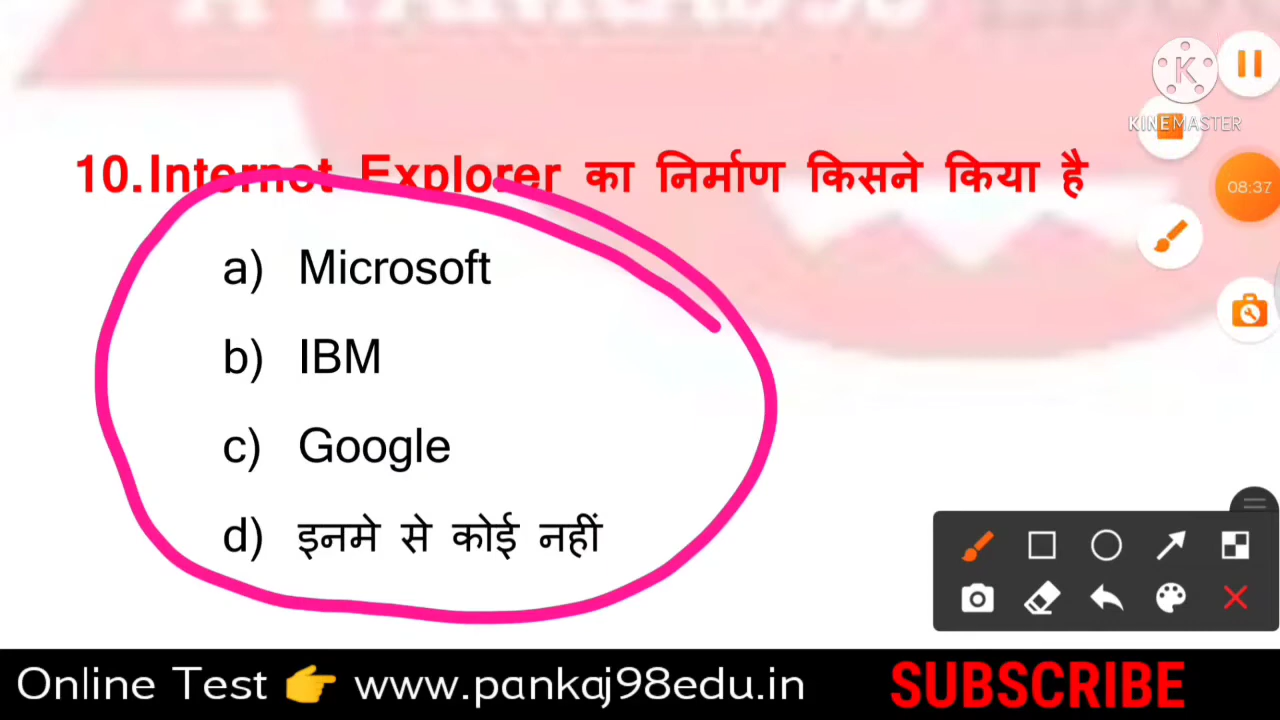 KINEMASTER
10. Internet Explorer का निर्माण किसने किया है
08:37
a) Microsoft
b) IBM
c) Google
d) इनमे से कोई नहीं
Online Test 👉 www.pankaj98edu.in SUBSCRIBE